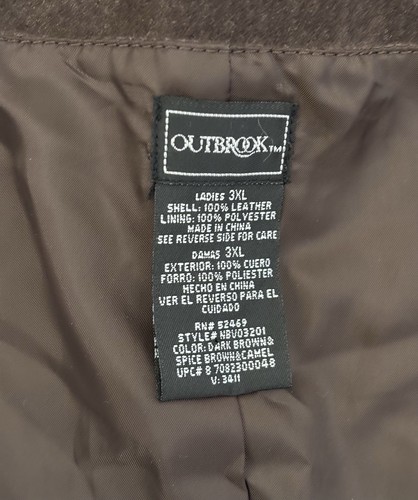 OUTBROOK™
LADIES 3XL
SHELL: 100% LEATHER
LINING: 100% POLYESTER
MADE IN CHINA
SEE REVERSE SIDE FOR CARE
DAMAS 3XL
EXTERIOR: 100% CUERO
FORRO: 100% POLIESTER
HECHO EN CHINA
VER EL REVERSO PARA EL
CUIDADO
RN# 52469
STYLE# NBV03201
COLOR: DARK BROWN&
SPICE BROWN&CAMEL
UPC# 8 7082300048
V: 3411